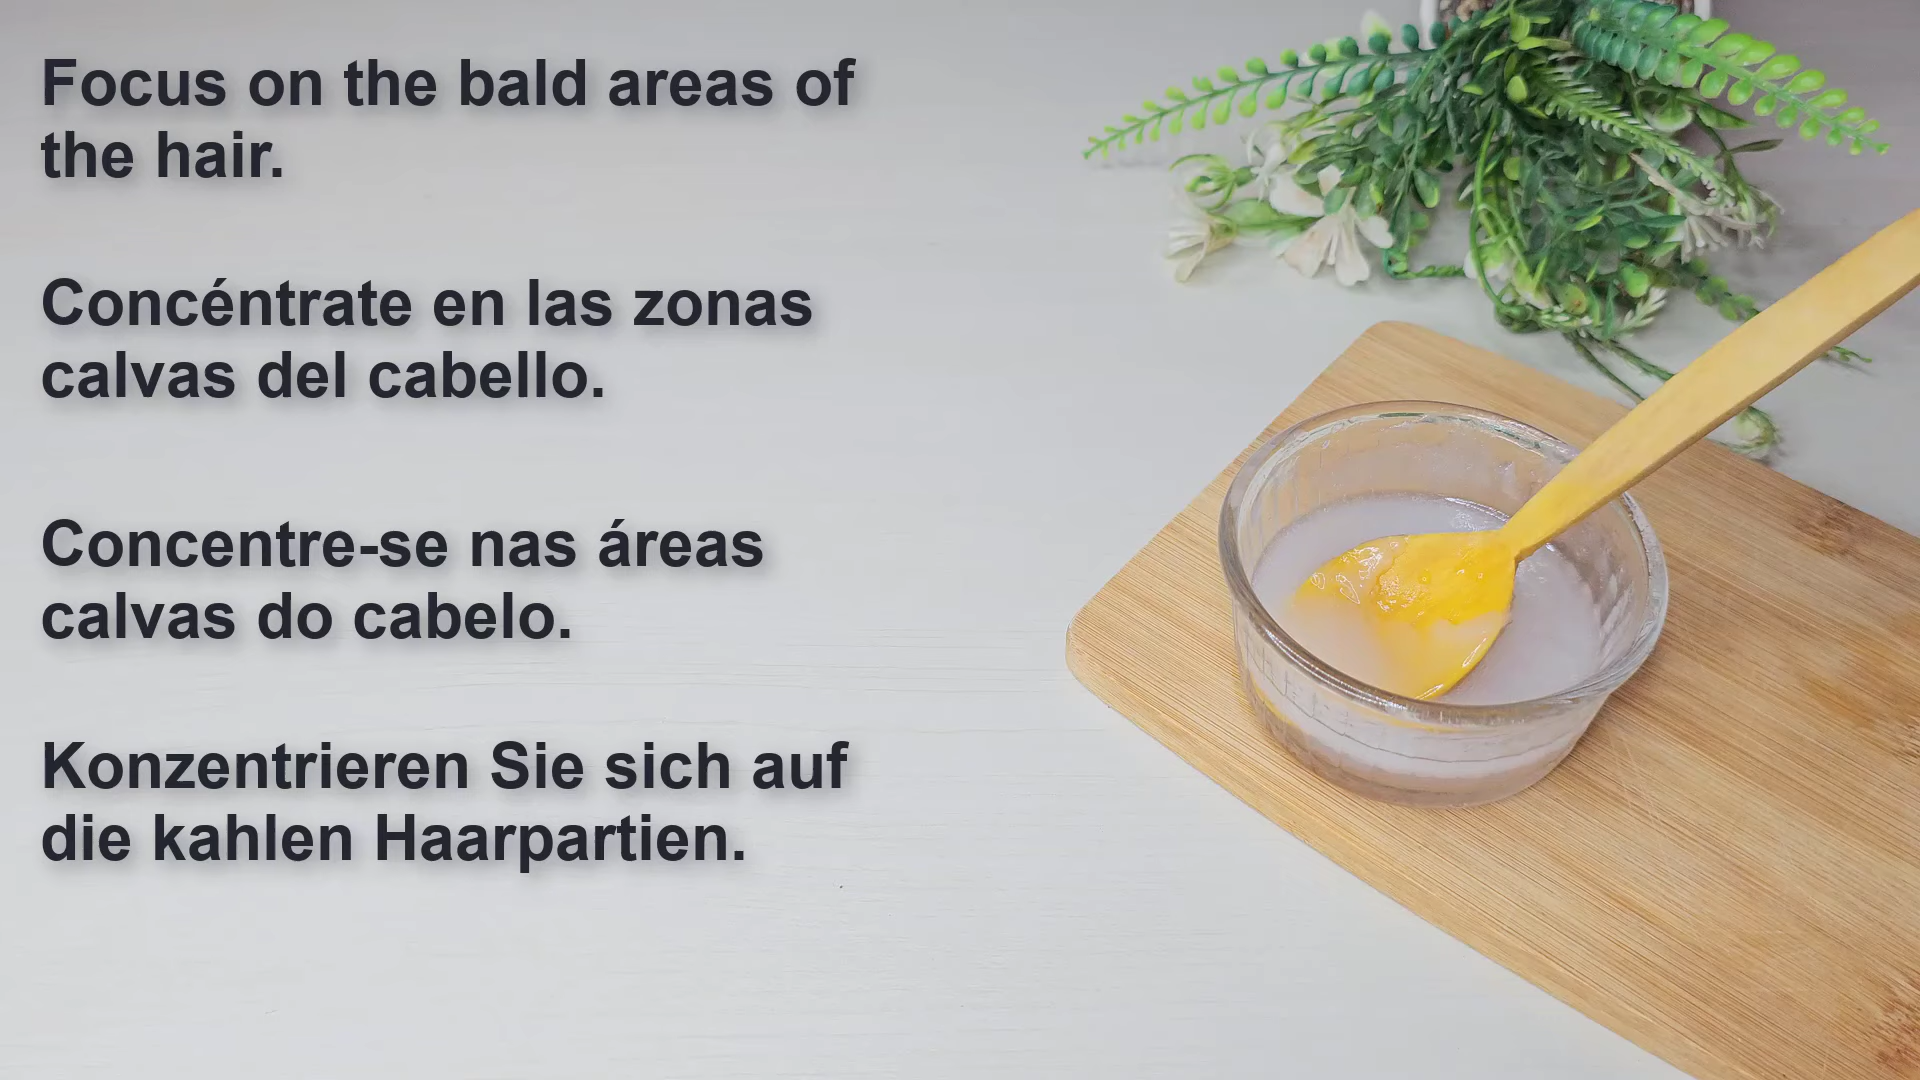 Focus on the bald areas of
the hair.
Concéntrate en las zonas
calvas del cabello.
Concentre-se nas áreas
calvas do cabelo.
Konzentrieren Sie sich auf
die kahlen Haarpartien.